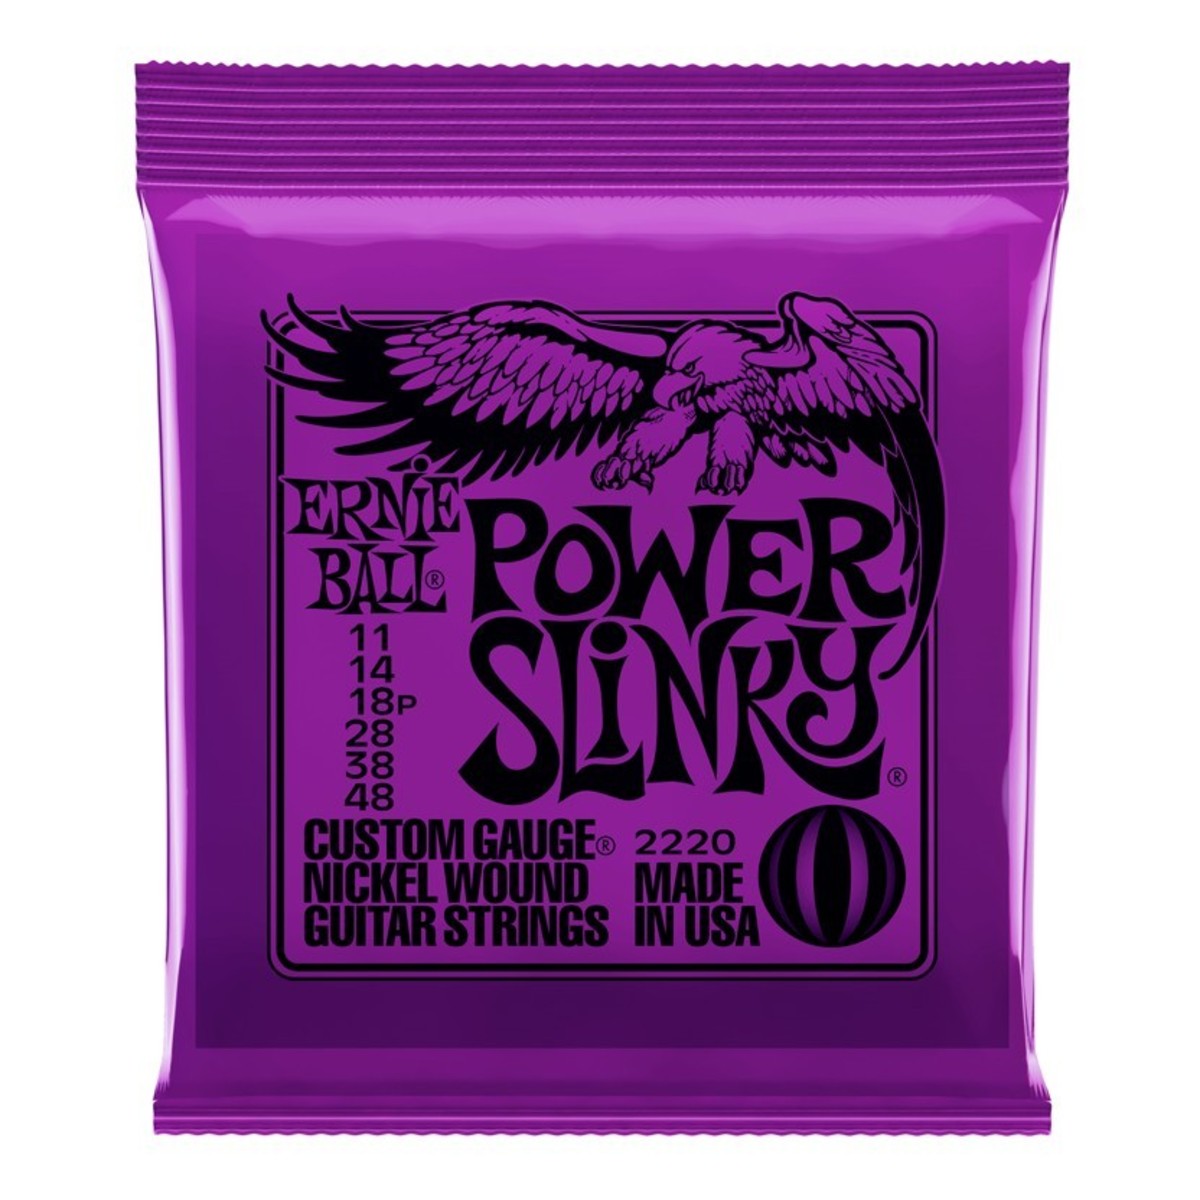 ERNiE
BALL®
POWER
SLiNKY®
11
14
18P
28
38
48
CUSTOM GAUGE®
NICKEL WOUND
GUITAR STRINGS
2220
MADE
IN USA